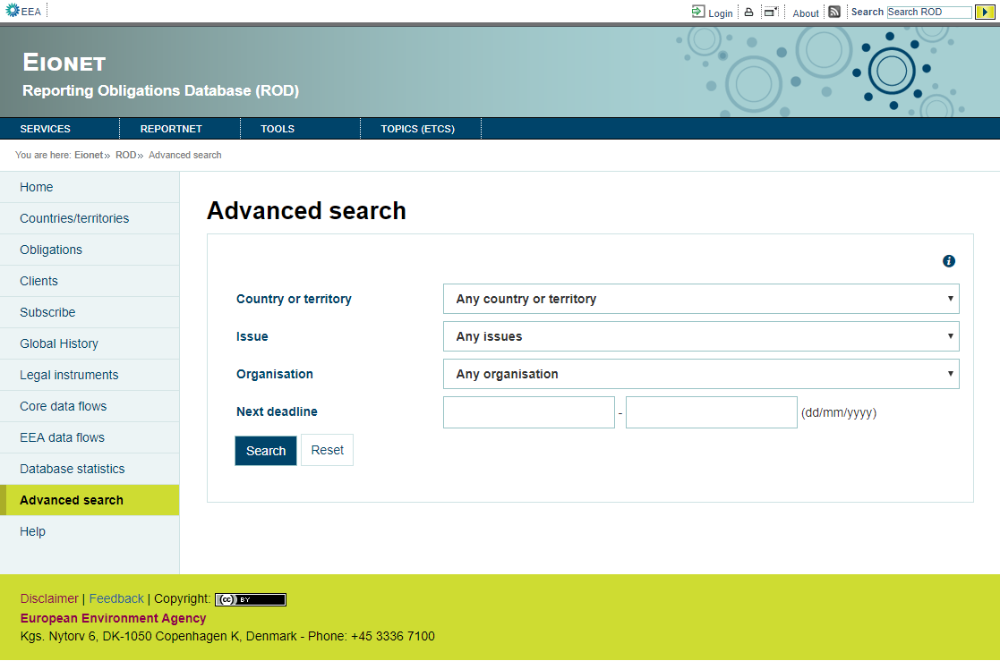 EEA Login About Search Search ROD
EIONET
Reporting Obligations Database (ROD)
SERVICES REPORTNET TOOLS TOPICS (ETCS)
You are here: Eionet» ROD» Advanced search
Home
Countries/territories
Obligations
Clients
Subscribe
Global History
Legal instruments
Core data flows
EEA data flows
Database statistics
Advanced search
Help
Advanced search
Country or territory Any country or territory
Issue Any issues
Organisation Any organisation
Next deadline - (dd/mm/yyyy)
Search Reset
Disclaimer | Feedback | Copyright: cc BY
European Environment Agency
Kgs. Nytorv 6, DK-1050 Copenhagen K, Denmark - Phone: +45 3336 7100